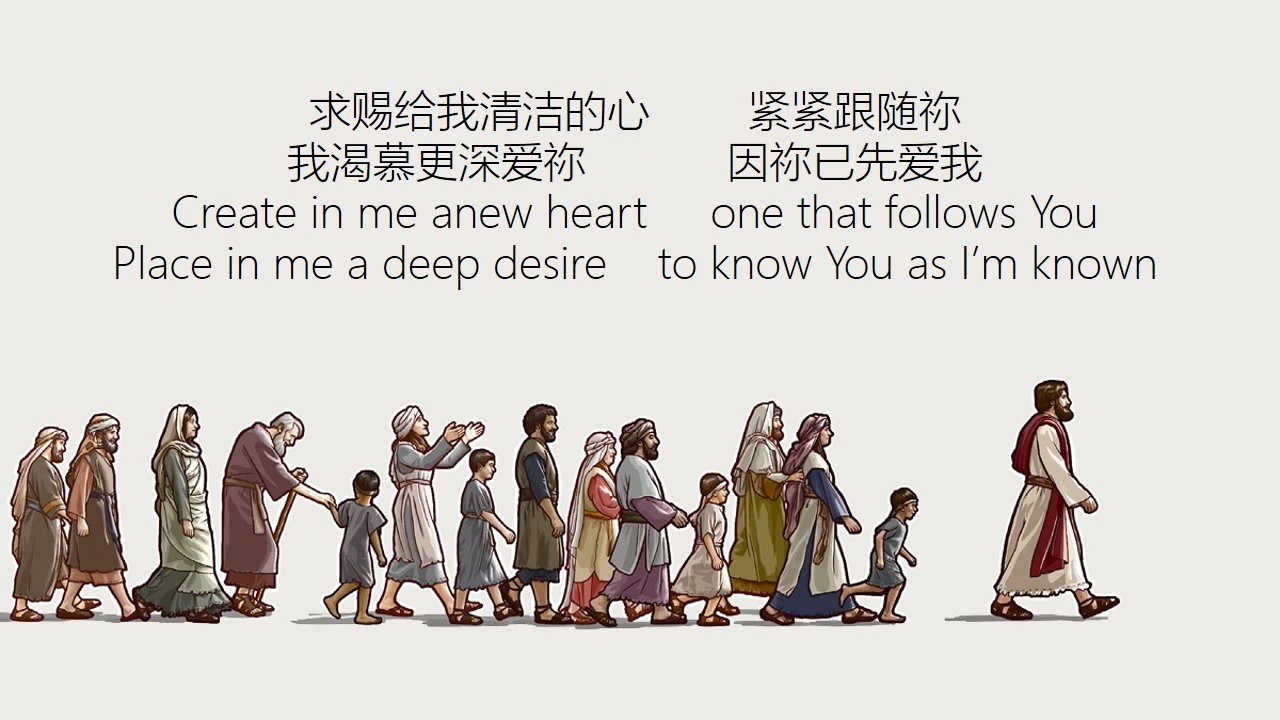 求赐给我清洁的心 紧紧跟随祢
我渴慕更深爱祢 因祢已先爱我
Create in me anew heart one that follows You
Place in me a deep desire to know You as I’m known